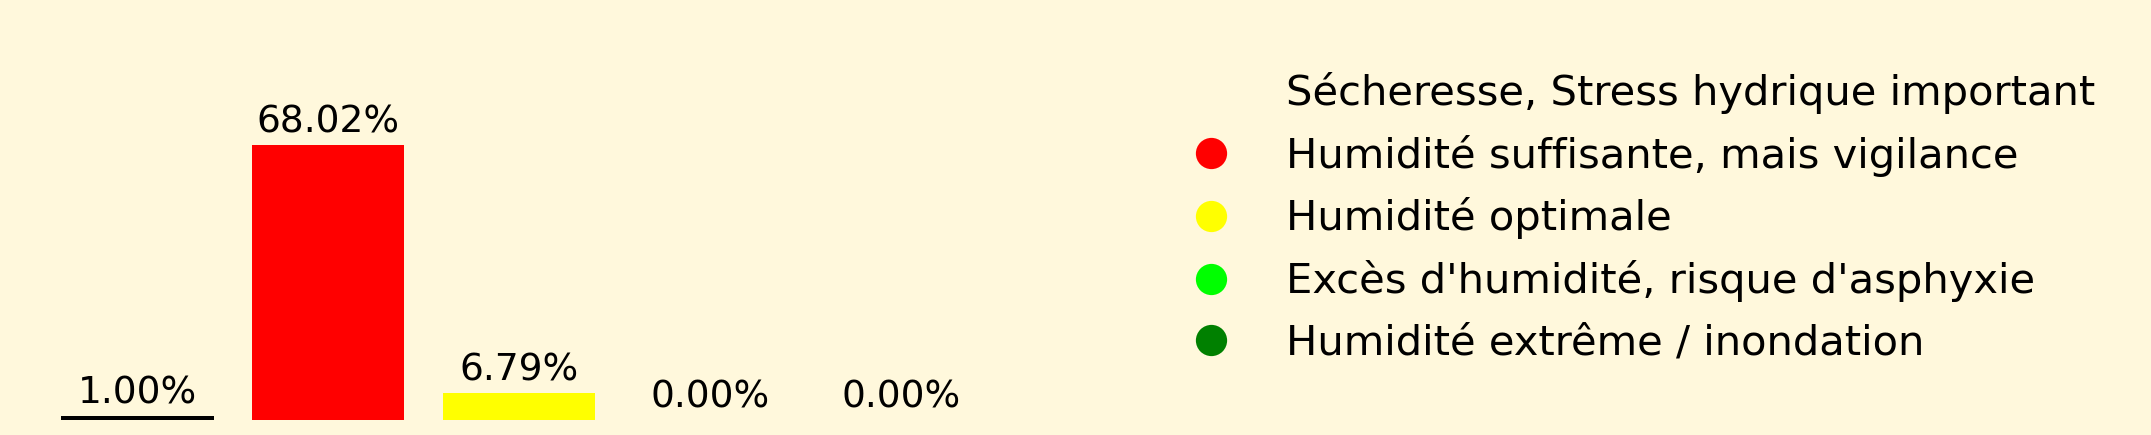 68.02%
1.00%
6.79%
0.00%
0.00%
Sécheresse, Stress hydrique important
Humidité suffisante, mais vigilance
Humidité optimale
Excès d'humidité, risque d'asphyxie
Humidité extrême / inondation